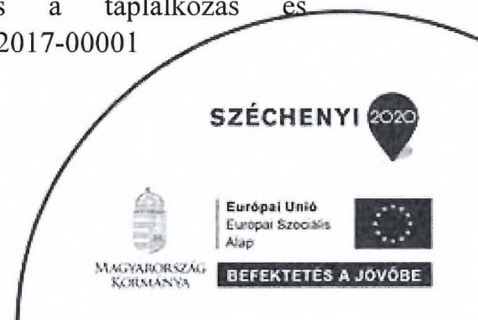 a táplálkozás és
2017-00001
SZÉCHENYI 2020
Európai Unió
Európai Szociális
Alap
MAGYARORSZÁG
KORMÁNYA
BEFEKTETÉS A JÖVŐBE